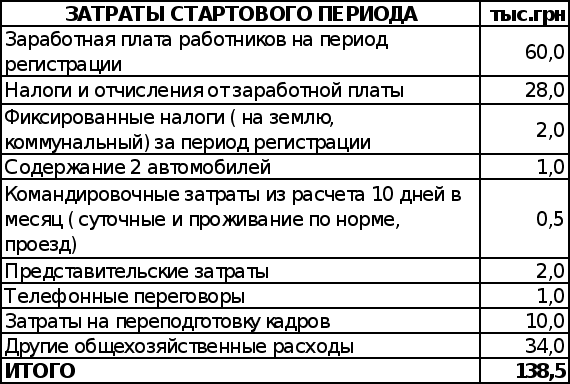 ЗАТРАТЫ СТАРТОВОГО ПЕРИОДА тыс.грн
Заработная плата работников на период
регистрации 60,0
Налоги и отчисления от заработной платы 28,0
Фиксированные налоги ( на землю,
коммунальный) за период регистрации 2,0
Содержание 2 автомобилей 1,0
Командировочные затраты из расчета 10 дней в
месяц ( суточные и проживание по норме, 0,5
проезд)
Представительские затраты 2,0
Телефонные переговоры 1,0
Затраты на переподготовку кадров 10,0
Другие общехозяйственные расходы 34,0
ИТОГО 138,5